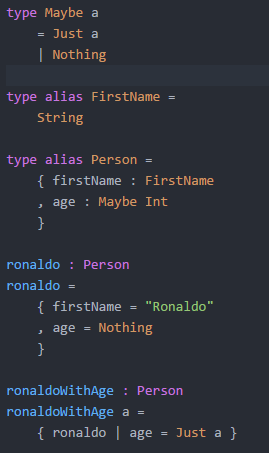 type Maybe a
    = Just a
    | Nothing
type alias FirstName =
    String
type alias Person =
    { firstName : FirstName
    , age : Maybe Int
    }
ronaldo : Person
ronaldo =
    { firstName = "Ronaldo"
    , age = Nothing
    }
ronaldoWithAge : Person
ronaldoWithAge a =
    { ronaldo | age = Just a }